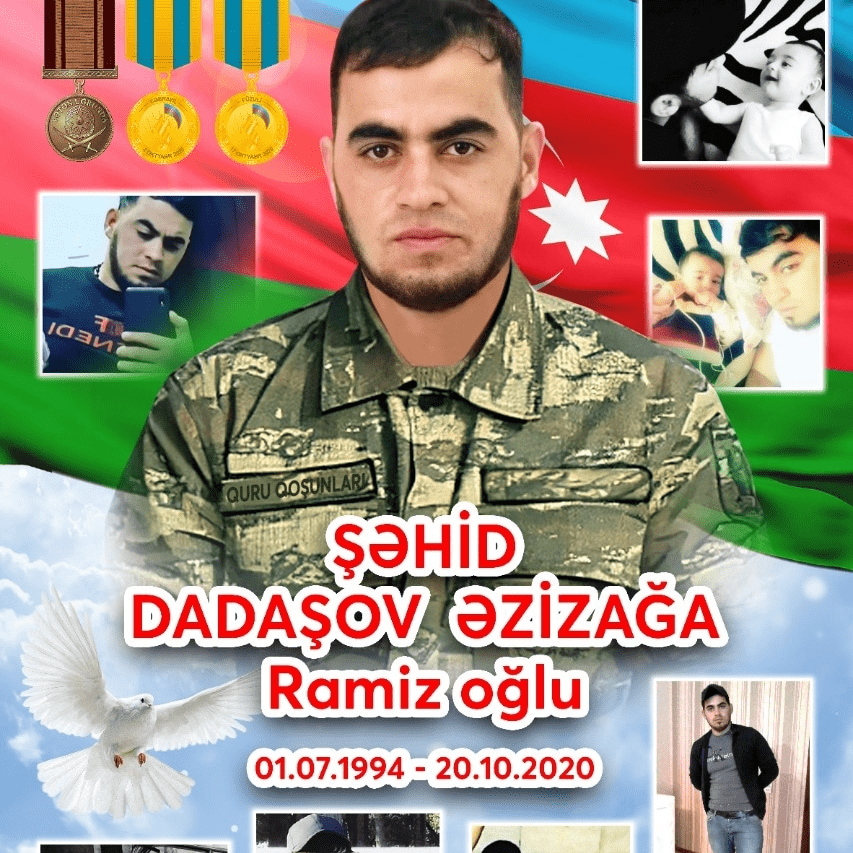 QURU QOŞUNLARI
ŞƏHİD
DADAŞOV ƏZİZAĞA
Ramiz oğlu
01.07.1994 - 20.10.2020